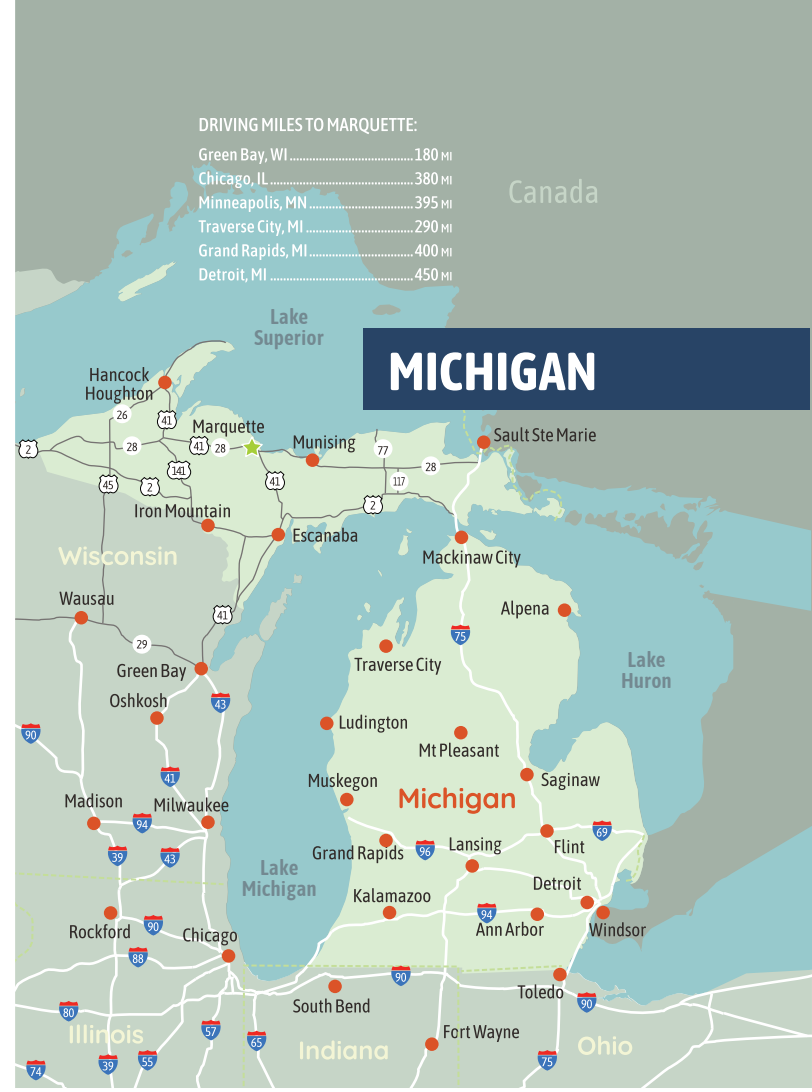 DRIVING MILES TO MARQUETTE:
Green Bay, WI 180 MI
Chicago, IL 380 MI
Minneapolis, MN 395 MI
Traverse City, MI 290 MI
Grand Rapids, MI 400 MI
Detroit, MI 450 MI
Canada
Lake
Superior
MICHIGAN
Hancock
Houghton
26
41
Marquette
Munising
Sault Ste Marie
2
28
41
28
77
28
141
45
2
41
117
2
Iron Mountain
Escanaba
Mackinaw City
Wisconsin
Wausau
41
Alpena
75
29
Green Bay
Traverse City
Lake
Huron
Oshkosh
43
90
Ludington
Mt Pleasant
41
Saginaw
Muskegon
Michigan
Madison
Milwaukee
94
69
39
43
Grand Rapids
96
Lansing
Flint
Lake
Michigan
Kalamazoo
Detroit
94
Rockford
90
Chicago
Ann Arbor
Windsor
88
90
South Bend
Toledo
90
80
Illinois
57
65
Indiana
Fort Wayne
Ohio
74
39
55
75